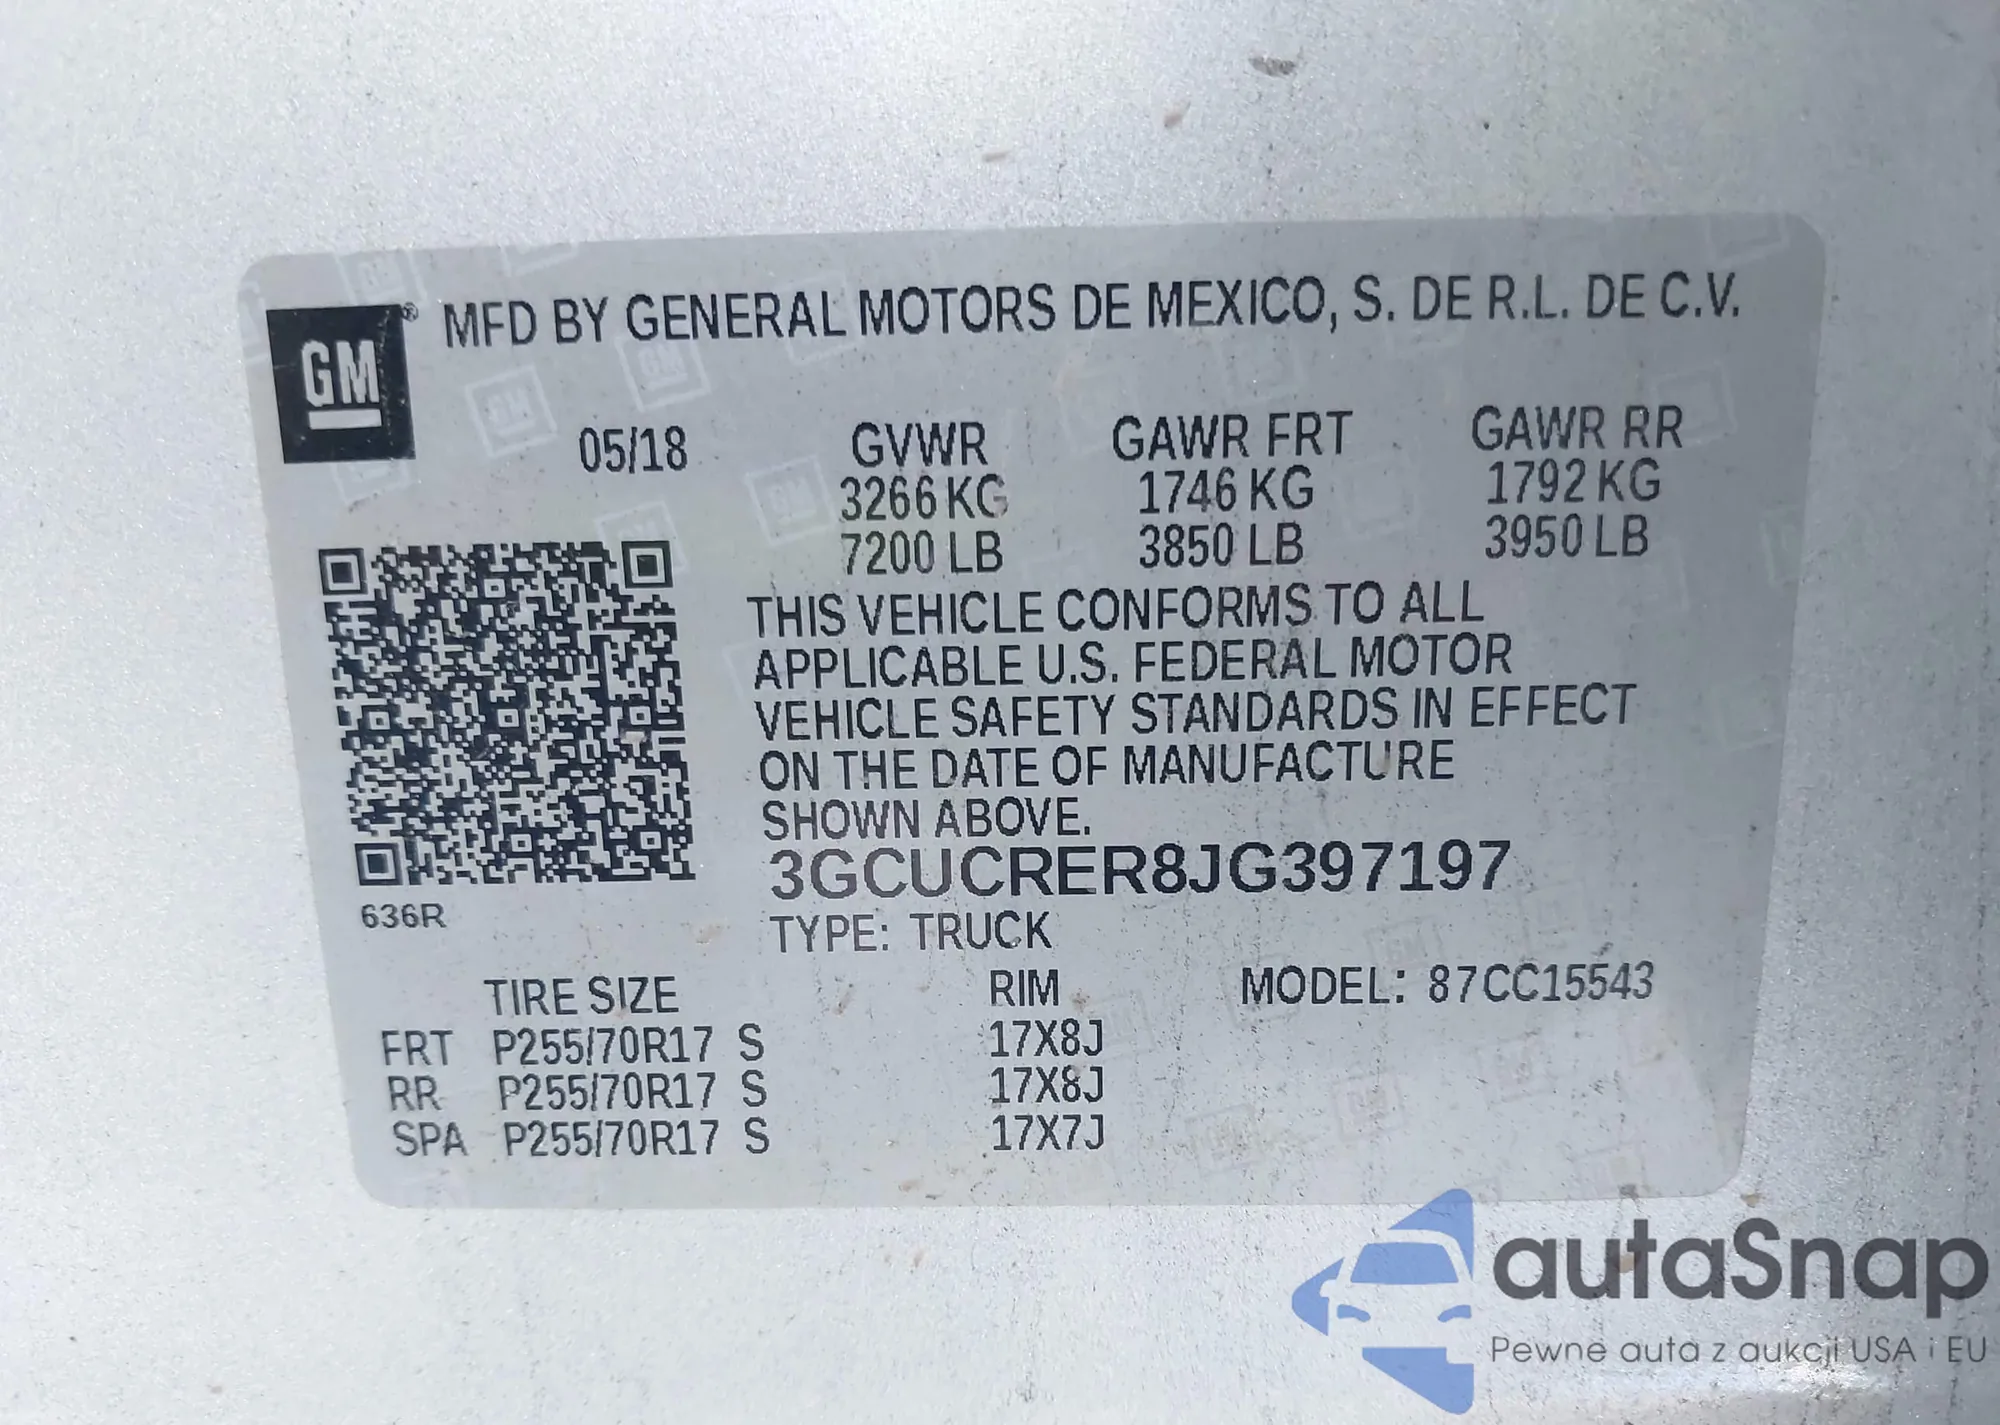 GM ® MFD BY GENERAL MOTORS DE MEXICO, S. DE R.L. DE C.V.
05/18 GVWR GAWR FRT GAWR RR
3266 KG 1746 KG 1792 KG
7200 LB 3850 LB 3950 LB
THIS VEHICLE CONFORMS TO ALL
APPLICABLE U.S. FEDERAL MOTOR
VEHICLE SAFETY STANDARDS IN EFFECT
ON THE DATE OF MANUFACTURE
SHOWN ABOVE.
3GCUCRER8JG397197
636R
TYPE: TRUCK
TIRE SIZE RIM MODEL: 87CC15543
FRT P255/70R17 S 17X8J
RR P255/70R17 S 17X8J
SPA P255/70R17 S 17X7J
autaSnap
Pewne auta z aukcji USA i EU